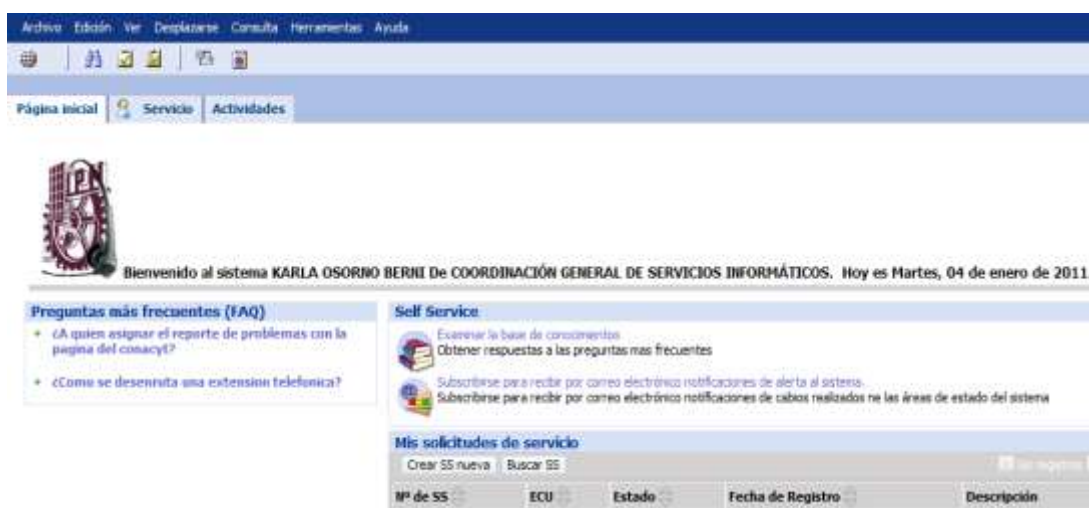 Archivo Edición Ver Desplazarse Consulta Herramientas Ayuda
Página inicial Servicio Actividades
IPN
Bienvenido al sistema KARLA OSORNO BERNI De COORDINACIÓN GENERAL DE SERVICIOS INFORMÁTICOS. Hoy es Martes, 04 de enero de 2011
Preguntas más frecuentes (FAQ)
¿A quien asignar el reporte de problemas con la
pagina del conacyt?
¿Como se desenruta una extension telefonica?
Self Service
Examinar la base de conocimientos
Obtener respuestas a las preguntas mas frecuentes
Subscribirse para recibir por correo electrónico notificaciones de alerta al sistema.
Subscribirse para recibir por correo electrónico notificaciones de cabios realizados ne las áreas de estado del sistema
Mis solicitudes de servicio
Crear SS nueva Buscar SS
Nº de SS ECU Estado Fecha de Registro Descripción